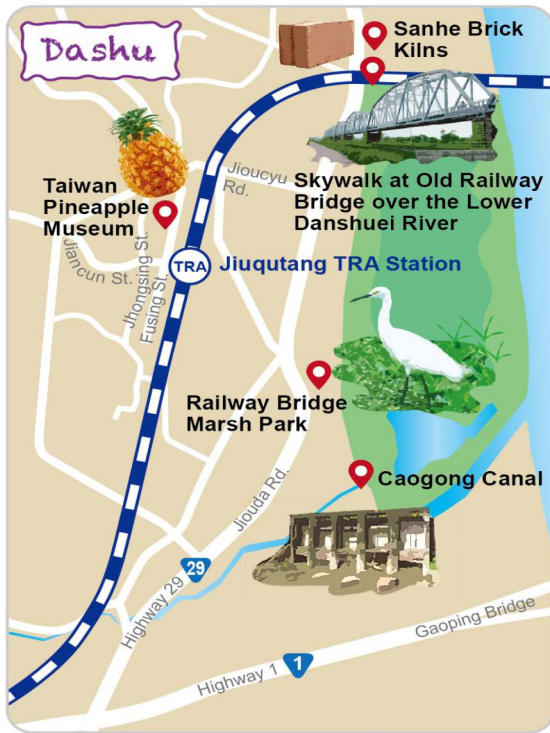 Dashu
Sanhe Brick
Kilns
Jioucyu
Rd.
Skywalk at Old Railway
Bridge over the Lower
Danshuei River
Taiwan
Pineapple
Museum
Jiancun St.
Jhongsing St.
Fusing St.
TRA
Jiuqutang TRA Station
Railway Bridge
Marsh Park
Caogong Canal
Jiouda Rd.
29
Highway 29
Gaoping Bridge
Highway 1
1